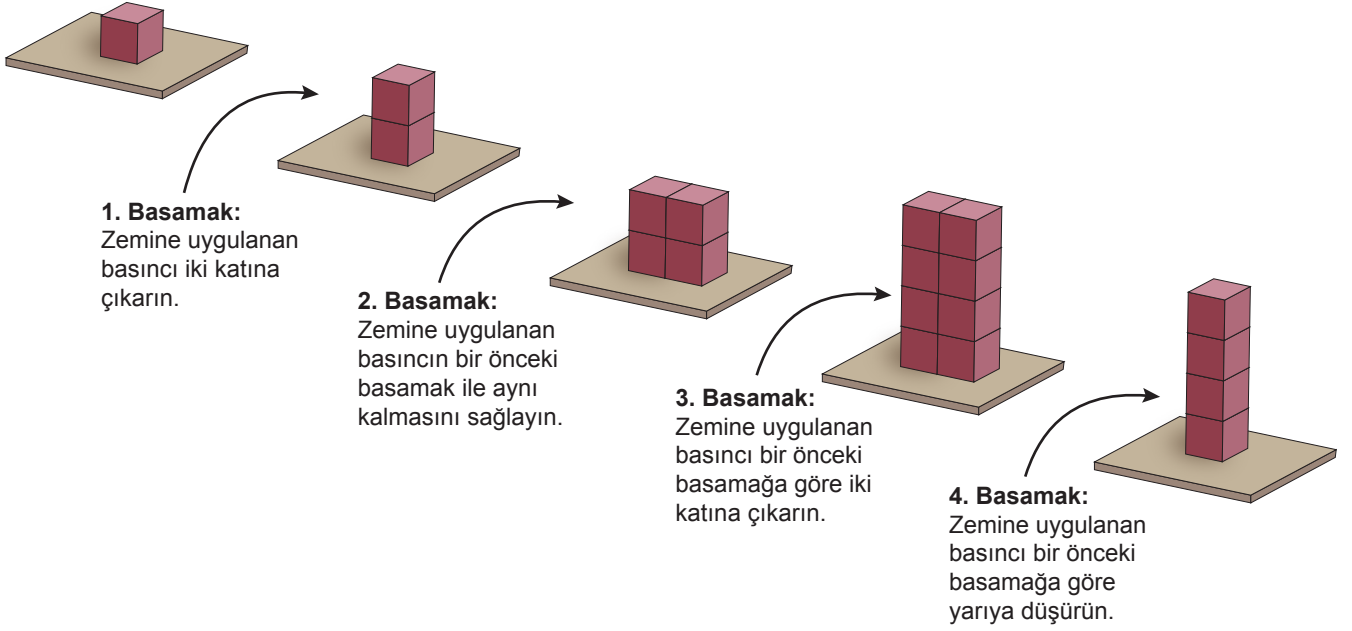 1. Basamak:
Zemine uygulanan
basıncı iki katına
çıkarın.
2. Basamak:
Zemine uygulanan
basıncın bir önceki
basamak ile aynı
kalmasını sağlayın.
3. Basamak:
Zemine uygulanan
basıncı bir önceki
basamağa göre iki
katına çıkarın.
4. Basamak:
Zemine uygulanan
basıncı bir önceki
basamağa göre
yarıya düşürün.